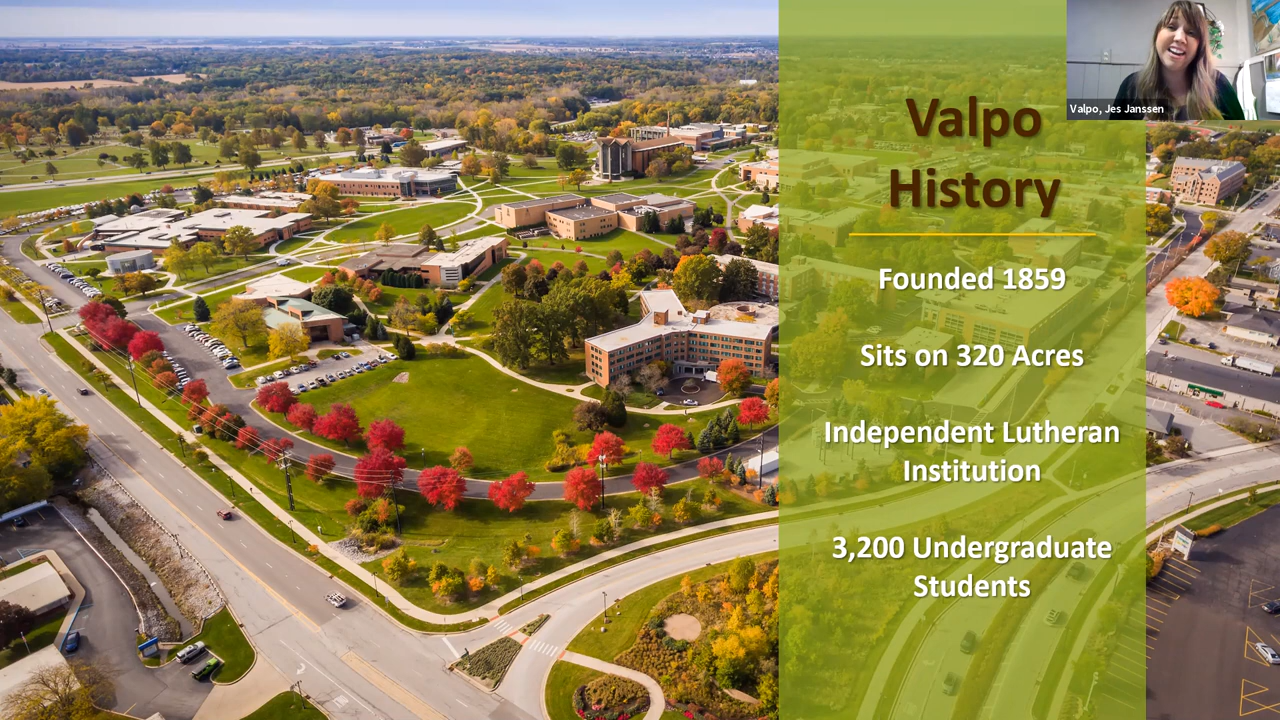 Valpo, Jes Janssen
Valpo
History
Founded 1859
Sits on 320 Acres
Independent Lutheran
Institution
3,200 Undergraduate
Students